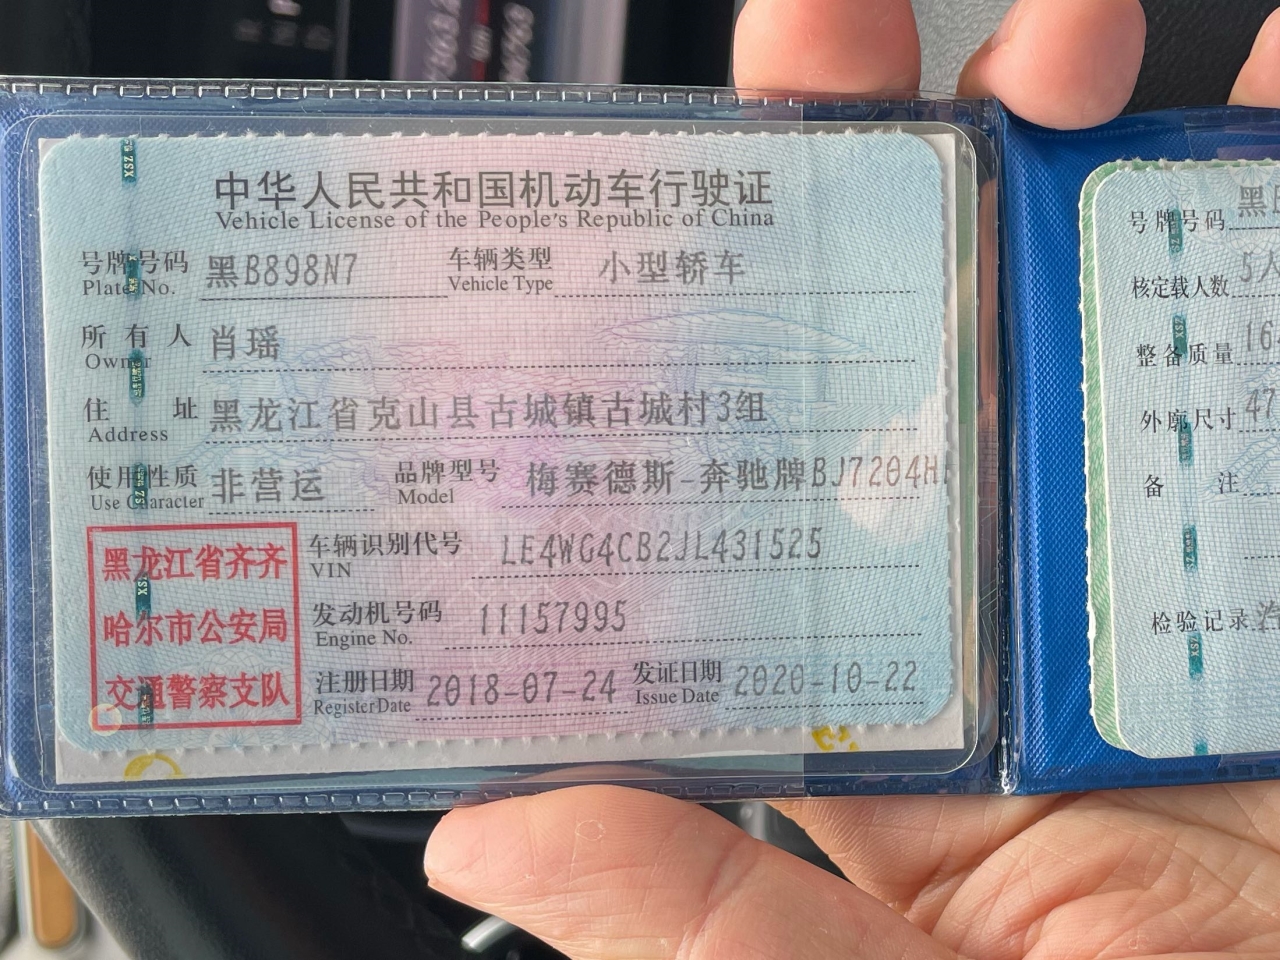 中华人民共和国机动车行驶证
Vehicle License of the People's Republic of China
号牌号码 黑B898N7 车辆类型 小型轿车
Plate No. Vehicle Type
所有人 肖瑶
Owner
住址 黑龙江省克山县古城镇古城村3组
Address
使用性质 非营运 品牌型号 梅赛德斯-奔驰牌BJ7204H
Use Character Model
黑龙江省齐齐
哈尔市公安局
交通警察支队
车辆识别代号 LE4WG4CB2JL431525
VIN
发动机号码 11157995
Engine No.
注册日期 2018-07-24 发证日期 2020-10-22
Register Date Issue Date
号牌号码 黑
核定载人数 5人
整备质量 16
外廓尺寸 47
备注
检验记录
XSZ